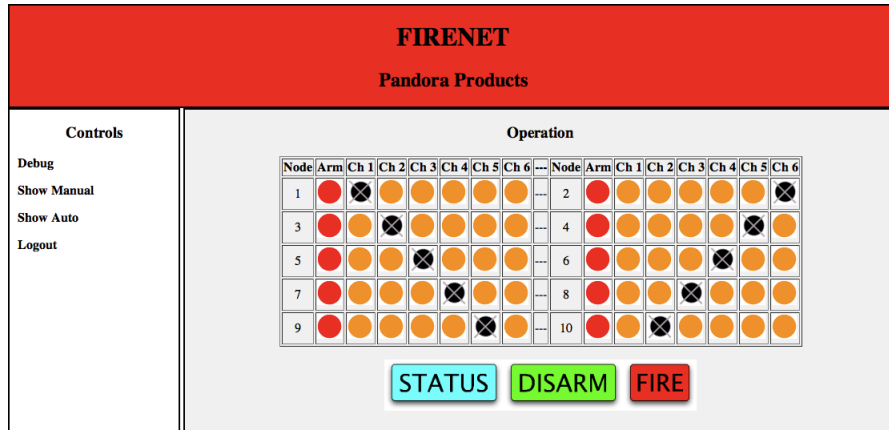 FIRENET
Pandora Products
Controls
Debug
Show Manual
Show Auto
Logout
Operation
Node Arm Ch 1 Ch 2 Ch 3 Ch 4 Ch 5 Ch 6 --- Node Arm Ch 1 Ch 2 Ch 3 Ch 4 Ch 5 Ch 6
1 --- 2
3 --- 4
5 --- 6
7 --- 8
9 --- 10
STATUS DISARM FIRE